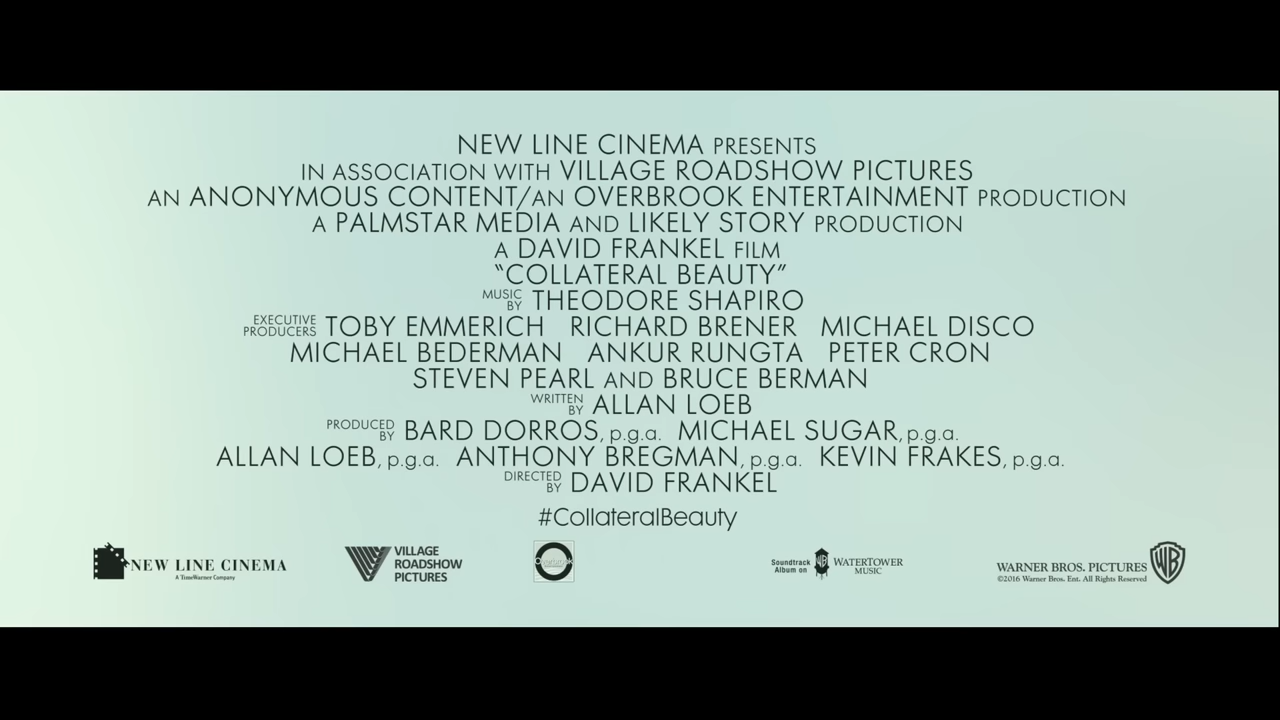 NEW LINE CINEMA PRESENTS
IN ASSOCIATION WITH VILLAGE ROADSHOW PICTURES
AN ANONYMOUS CONTENT/AN OVERBROOK ENTERTAINMENT PRODUCTION
A PALMSTAR MEDIA AND LIKELY STORY PRODUCTION
A DAVID FRANKEL FILM
“COLLATERAL BEAUTY”
MUSIC BY THEODORE SHAPIRO
EXECUTIVE PRODUCERS TOBY EMMERICH RICHARD BRENER MICHAEL DISCO
MICHAEL BEDERMAN ANKUR RUNGTA PETER CRON
STEVEN PEARL AND BRUCE BERMAN
WRITTEN BY ALLAN LOEB
PRODUCED BY BARD DORROS, p.g.a. MICHAEL SUGAR, p.g.a.
ALLAN LOEB, p.g.a. ANTHONY BREGMAN, p.g.a. KEVIN FRAKES, p.g.a.
DIRECTED BY DAVID FRANKEL
#CollateralBeauty
NEW LINE CINEMA
A TimeWarner Company
VILLAGE
ROADSHOW
PICTURES
Overbrook
Soundtrack
Album on
WATERTOWER
MUSIC
WARNER BROS. PICTURES
©2016 Warner Bros. Ent. All Rights Reserved
WB